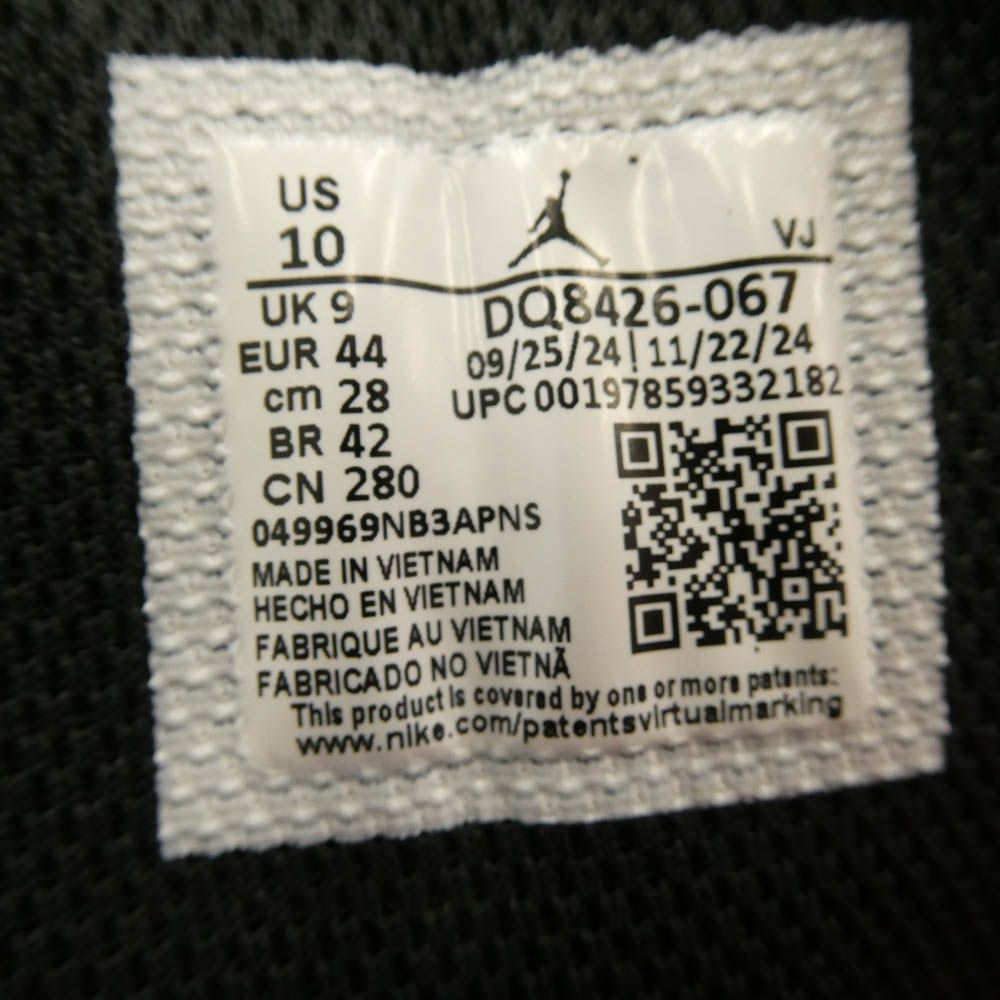 US
10
VJ
UK 9
EUR 44
cm 28
BR 42
CN 280
DQ8426-067
09/25/24 | 11/22/24
UPC 00197859332182
049969NB3APNS
MADE IN VIETNAM
HECHO EN VIETNAM
FABRIQUE AU VIETNAM
FABRICADO NO VIETNÃ
This product is covered by one or more patents:
www.nike.com/patentsvirtualmarking